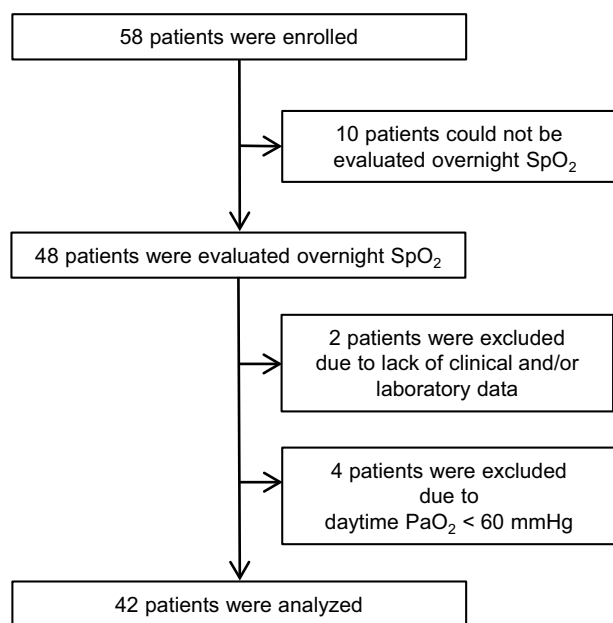 58 patients were enrolled
10 patients could not be
evaluated overnight SpO₂
48 patients were evaluated overnight SpO₂
2 patients were excluded
due to lack of clinical and/or
laboratory data
4 patients were excluded
due to
daytime PaO₂ < 60 mmHg
42 patients were analyzed